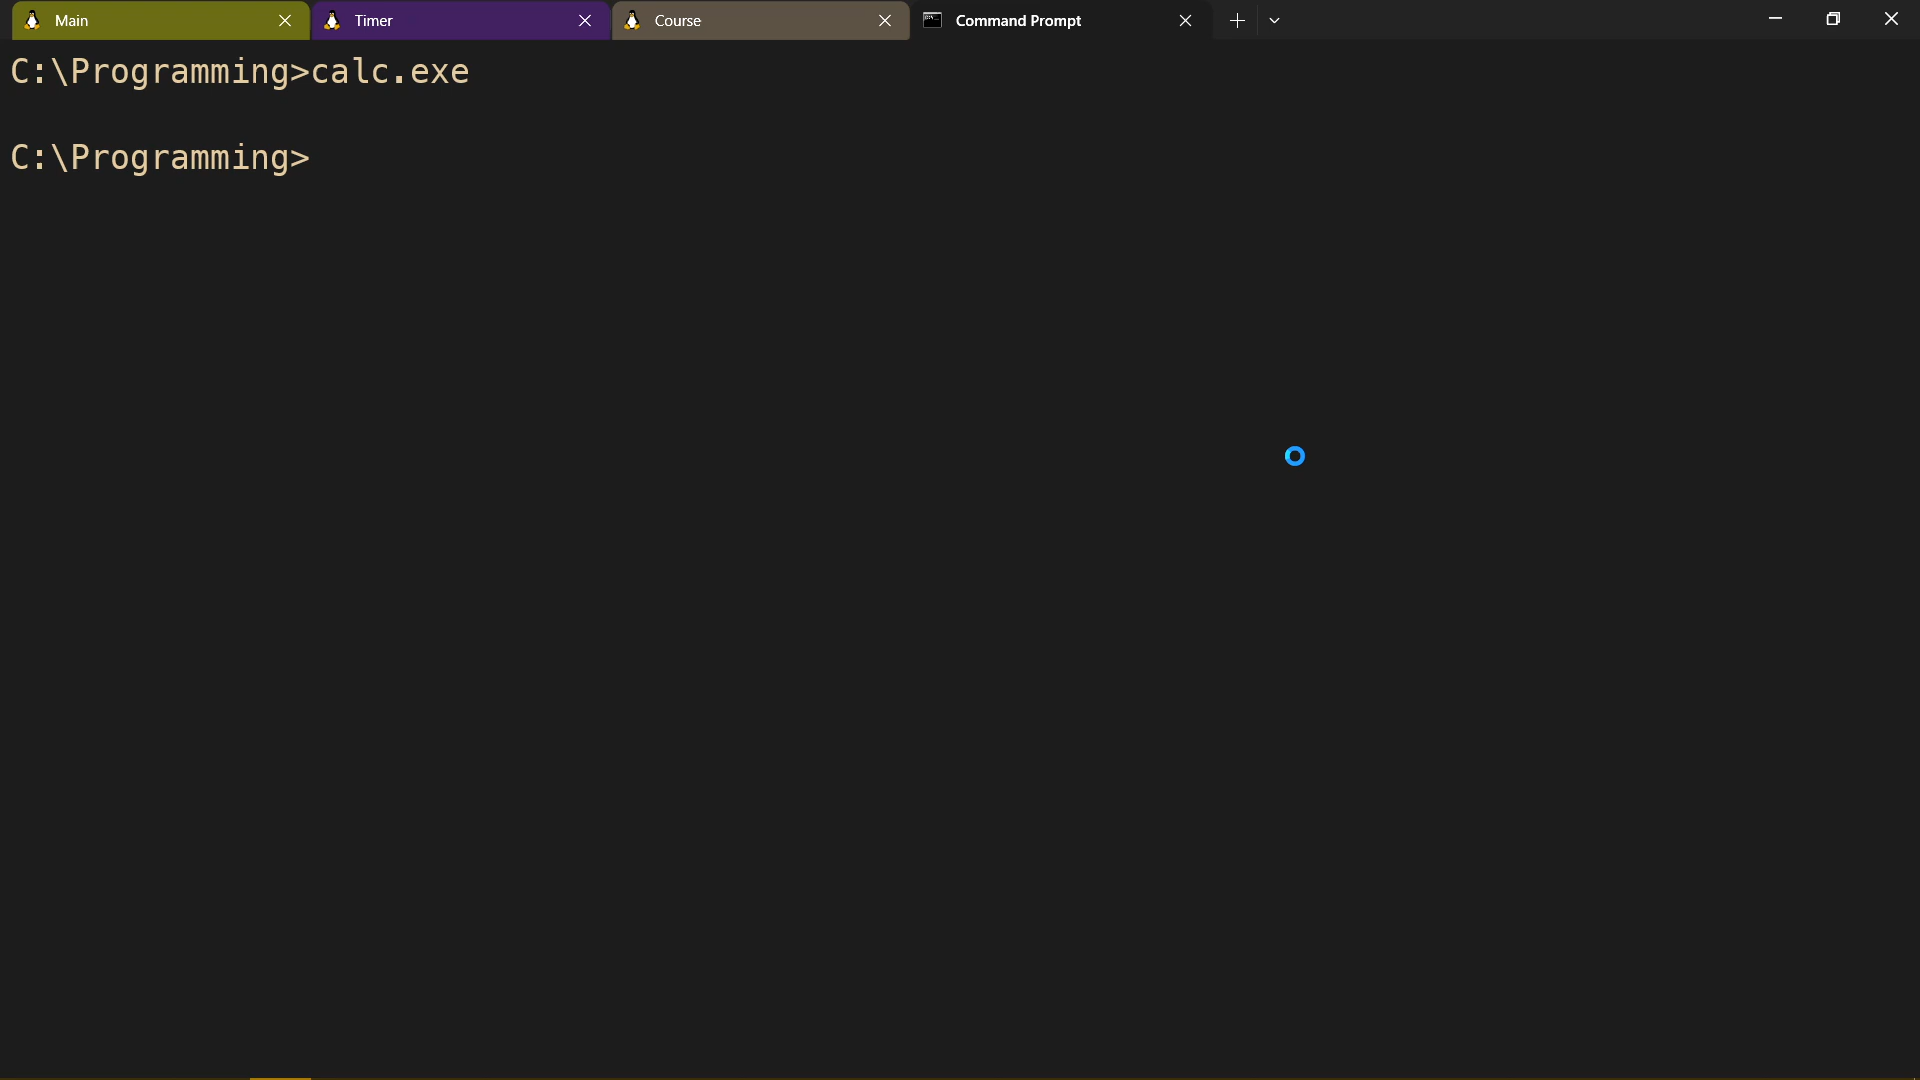 Main
Timer
Course
Command Prompt
C:\Programming>calc.exe
C:\Programming>